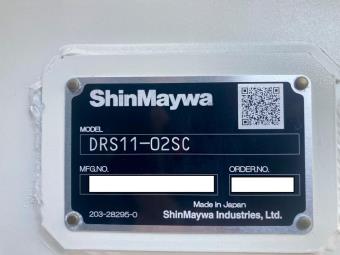 ShinMaywa
MODEL
DRS11-02SC
MFG.NO. ORDER.NO.
Made in Japan
203-28295-0 ShinMaywa Industries, Ltd.